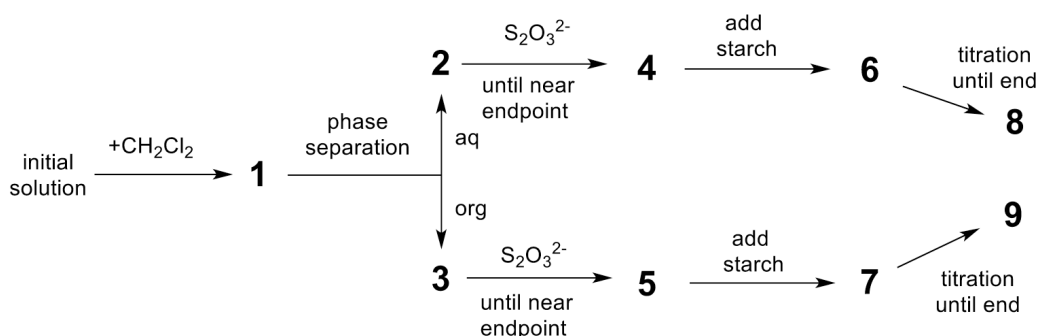 initial
solution
+CH₂Cl₂
1
phase
separation
aq
org
2
S₂O₃²⁻
until near
endpoint
4
add
starch
6
titration
until end
8
3
S₂O₃²⁻
until near
endpoint
5
add
starch
7
titration
until end
9